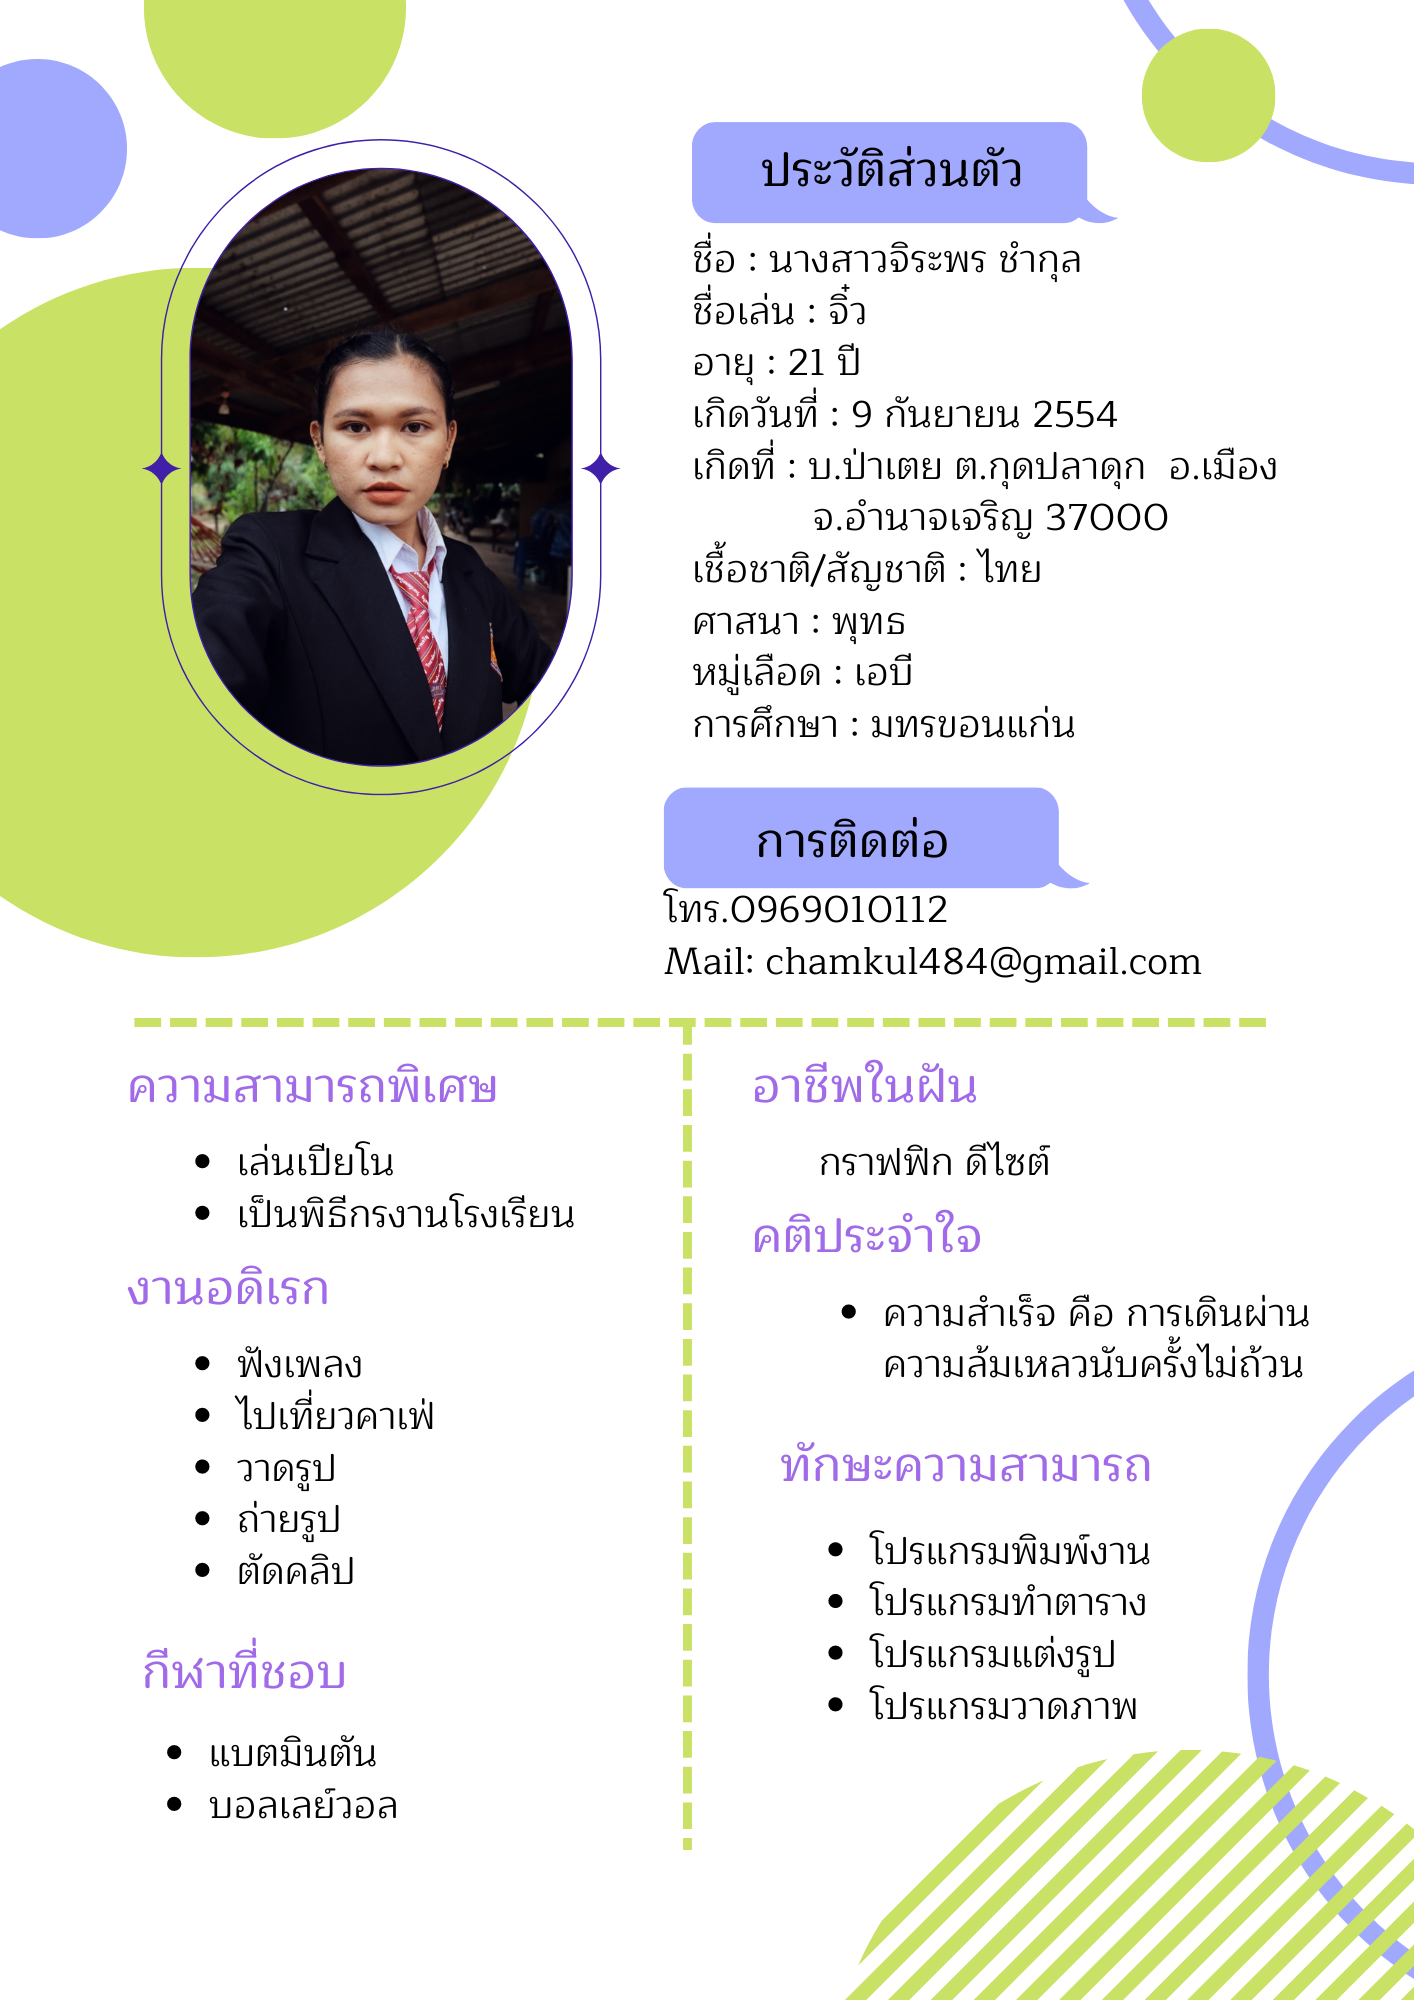 ประวัติส่วนตัว
ชื่อ : นางสาวจิระพร ชำกุล
ชื่อเล่น : จิ๋ว
อายุ : 21 ปี
เกิดวันที่ : 9 กันยายน 2554
เกิดที่ : บ.ป่าเตย ต.กุดปลาดุก อ.เมือง
จ.อำนาจเจริญ 37000
เชื้อชาติ/สัญชาติ : ไทย
ศาสนา : พุทธ
หมู่เลือด : เอบี
การศึกษา : มทรขอนแก่น
การติดต่อ
โทร.0969010112
Mail: chamkul484@gmail.com
ความสามารถพิเศษ
เล่นเปียโน
เป็นพิธีกรงานโรงเรียน
งานอดิเรก
ฟังเพลง
ไปเที่ยวคาเฟ่
วาดรูป
ถ่ายรูป
ตัดคลิป
กีฬาที่ชอบ
แบตมินตัน
บอลเลย์วอล
อาชีพในฝัน
กราฟฟิก ดีไซต์
คติประจำใจ
ความสำเร็จ คือ การเดินผ่าน
ความล้มเหลวนับครั้งไม่ถ้วน
ทักษะความสามารถ
โปรแกรมพิมพ์งาน
โปรแกรมทำตาราง
โปรแกรมแต่งรูป
โปรแกรมวาดภาพ